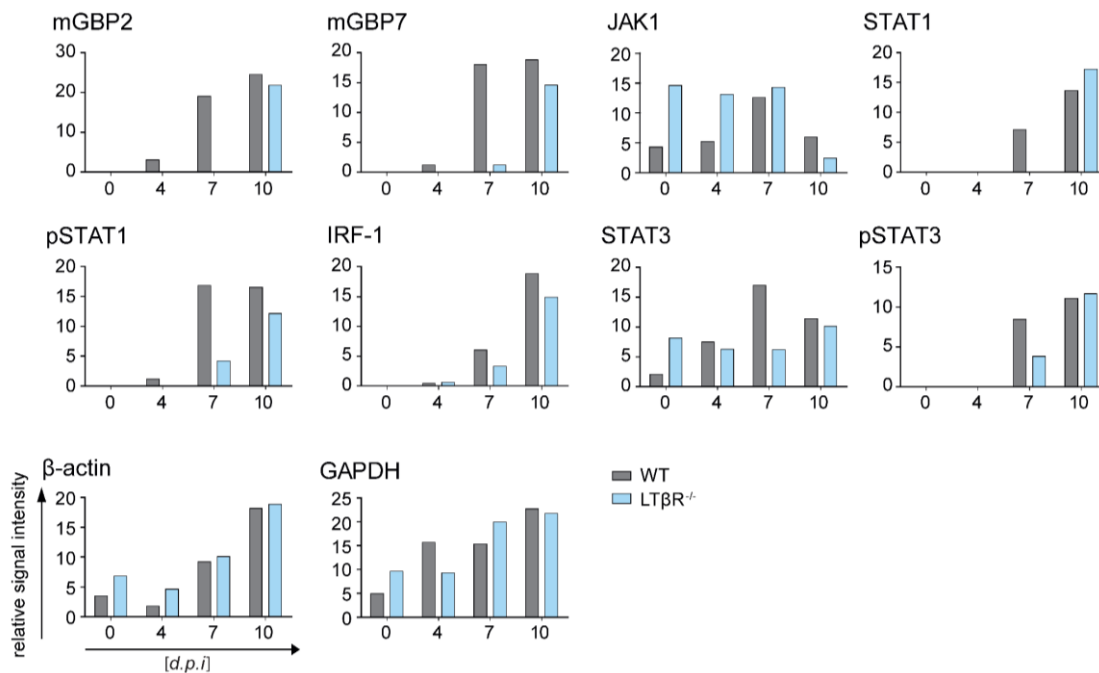 mGBP2 mGBP7 JAK1 STAT1
30 20 20 20
20 15 15 15
10 10 10 10
5 5 5
0 0 0 0
0 4 7 10 0 4 7 10 0 4 7 10 0 4 7 10
pSTAT1 IRF-1 STAT3 pSTAT3
20 20 20 15
15 15 15 10
10 10 10 5
5 5 5
0 0 0 0
0 4 7 10 0 4 7 10 0 4 7 10 0 4 7 10
β-actin GAPDH
20 25
15 20
10 15
5 10
0 5
0
0 4 7 10 0 4 7 10
WT
LTβR-/-
relative signal intensity
[d.p.i]